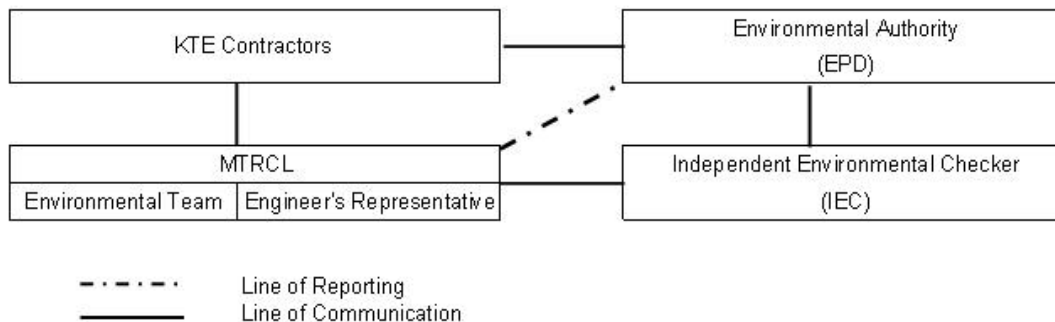 KTE Contractors
Environmental Authority
(EPD)
MTRCL
Environmental Team
Engineer's Representative
Independent Environmental Checker
(IEC)
Line of Reporting
Line of Communication